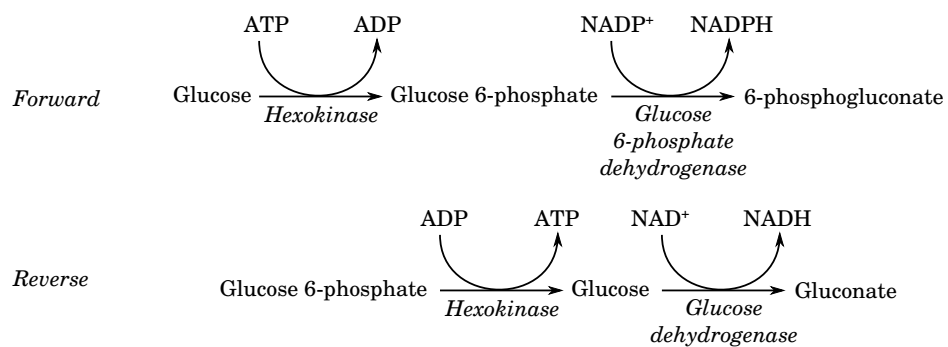 ATP ADP NADP⁺ NADPH
Forward Glucose Glucose 6-phosphate 6-phosphogluconate
Hexokinase Glucose
6-phosphate
dehydrogenase
ADP ATP NAD⁺ NADH
Reverse Glucose 6-phosphate Glucose Gluconate
Hexokinase Glucose
dehydrogenase